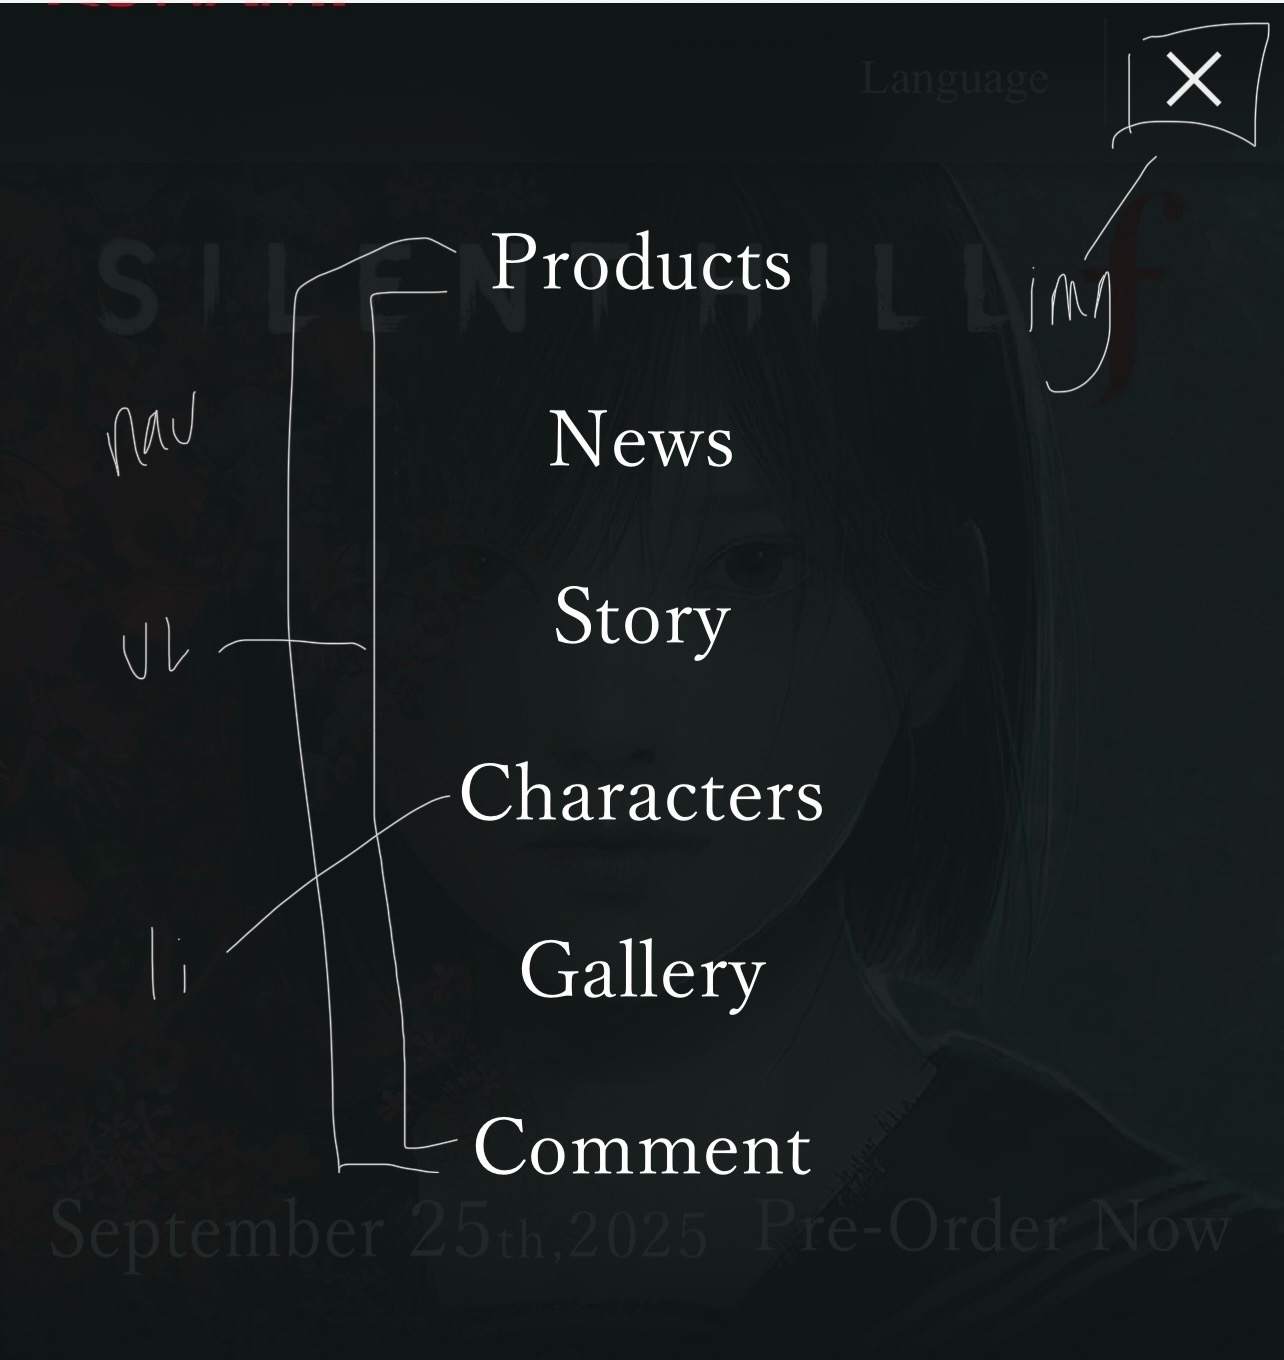 KONAMI
Language
SILENT HILL f
img
Products
nav
News
Story
UL
Characters
li
Gallery
Comment
September 25th,2025 Pre-Order Now